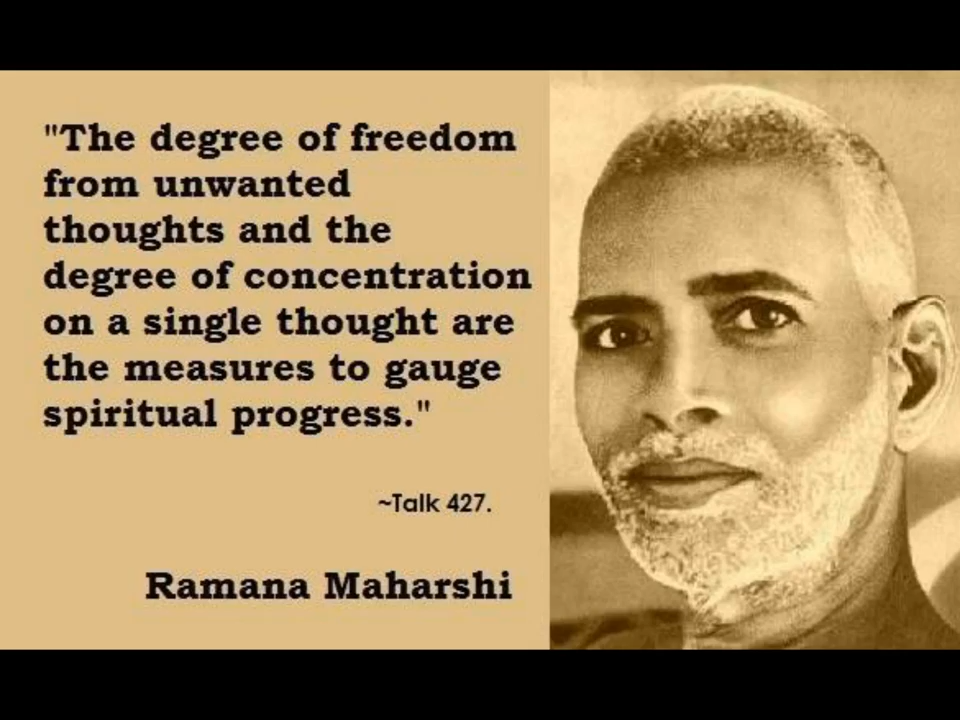 "The degree of freedom
from unwanted
thoughts and the
degree of concentration
on a single thought are
the measures to gauge
spiritual progress."
~Talk 427.
Ramana Maharshi